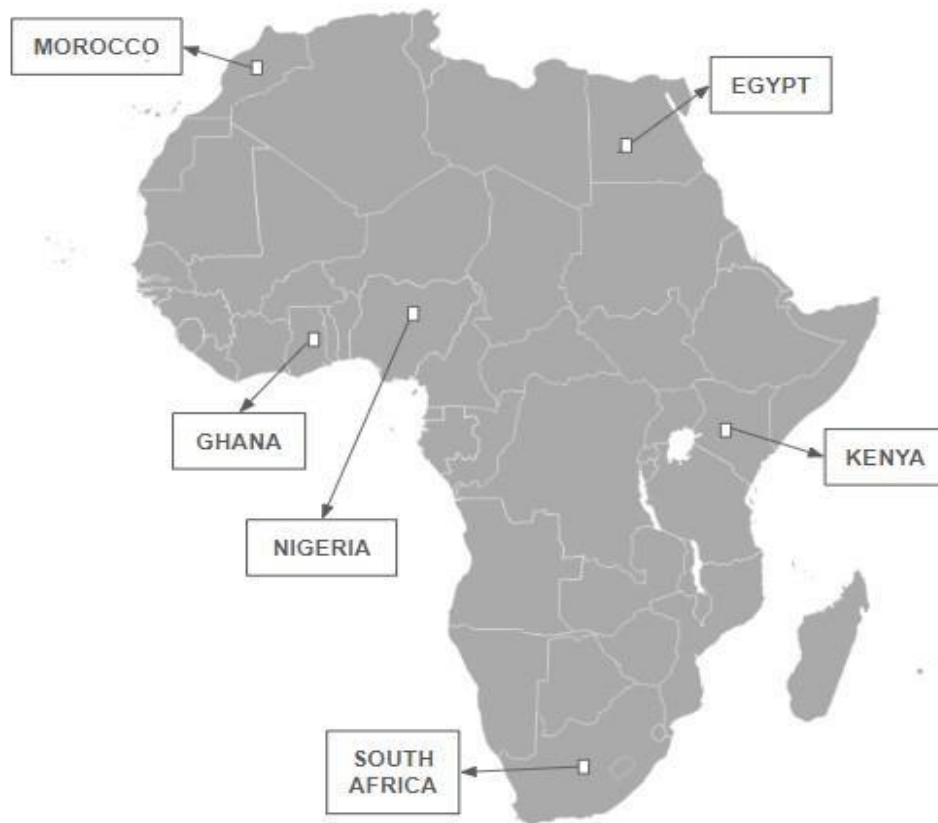 MOROCCO
EGYPT
GHANA
KENYA
NIGERIA
SOUTH
AFRICA